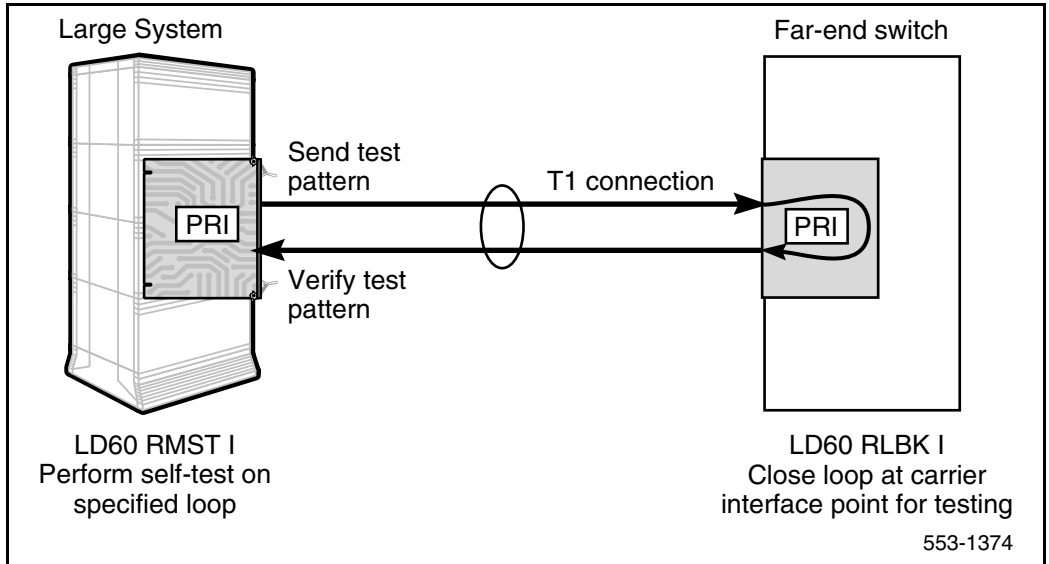 Large System
Far-end switch
Send test
pattern
T1 connection
PRI
PRI
Verify test
pattern
LD60 RMST I
Perform self-test on
specified loop
LD60 RLBK I
Close loop at carrier
interface point for testing
553-1374